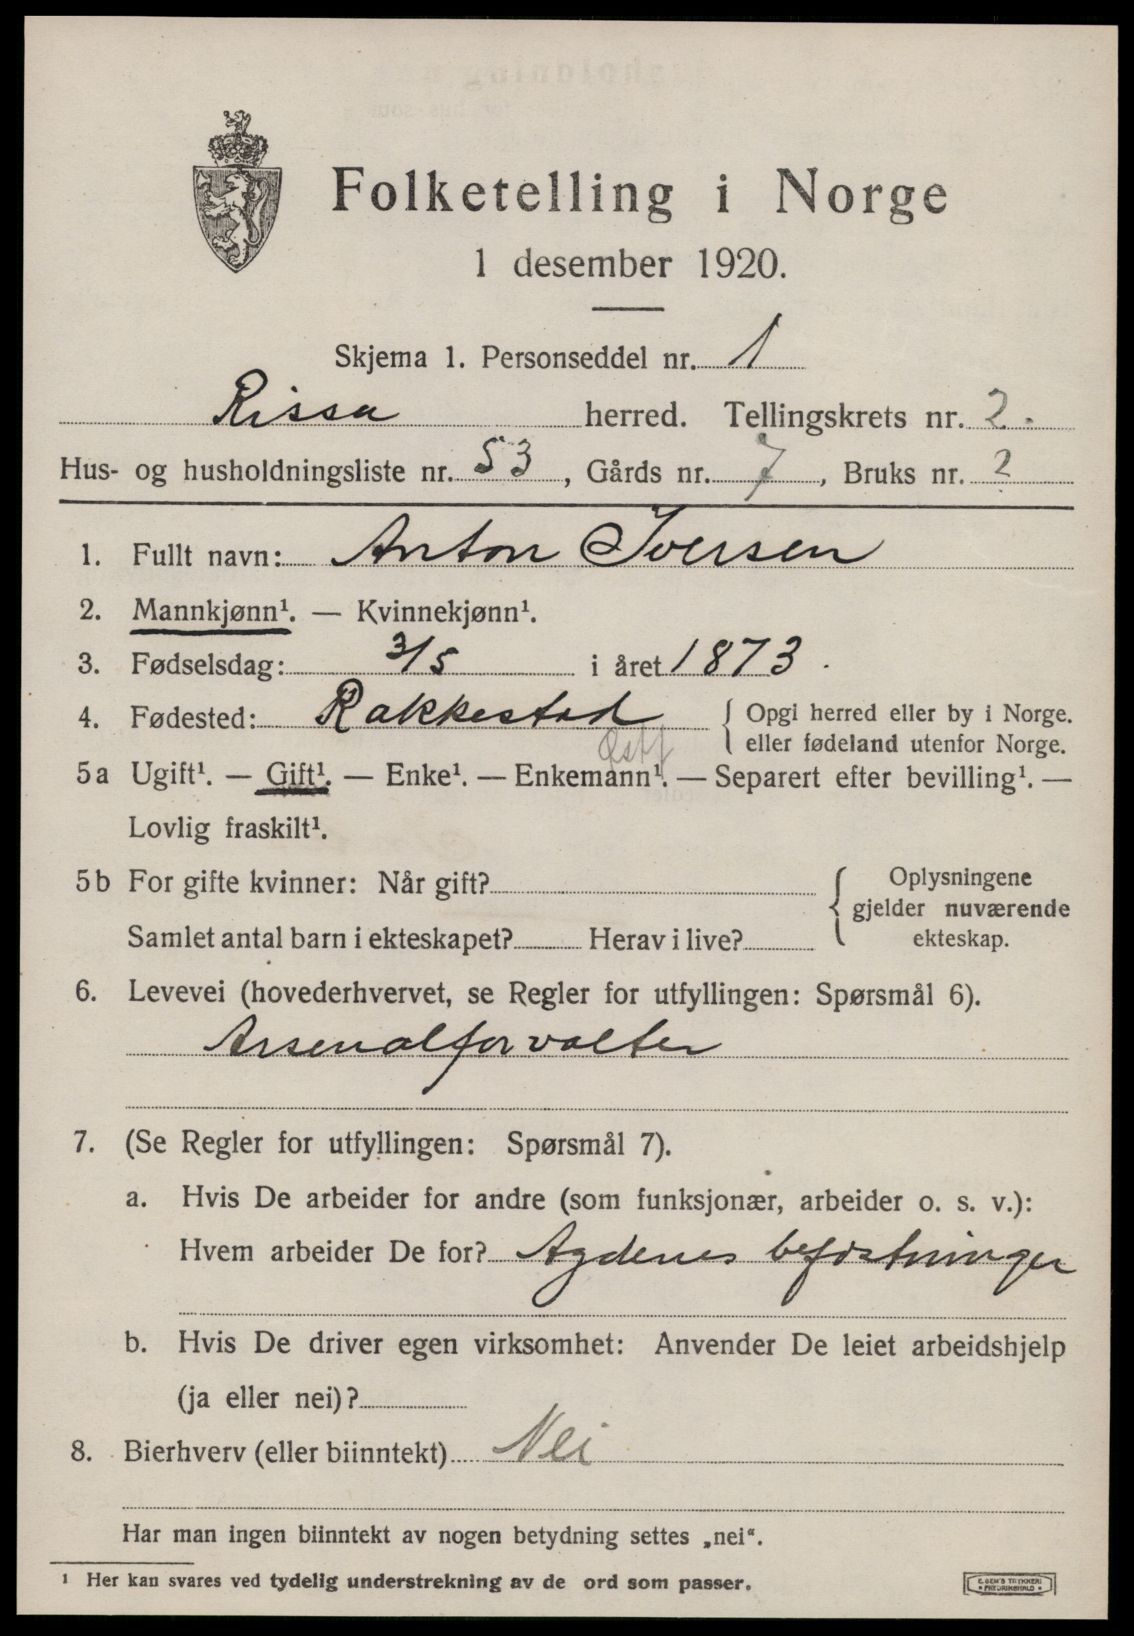 Folketelling i Norge
1 desember 1920.
Skjema 1. Personseddel nr. 1
Rissa herred. Tellingskrets nr. 2.
Hus- og husholdningsliste nr. 53, Gårds nr. 7, Bruks nr. 2
1. Fullt navn: Anton Iversen
2. Mannkjønn¹. — Kvinnekjønn¹.
3. Fødselsdag: 3/5 i året 1873.
4. Fødested: Rakkestad { Opgi herred eller by i Norge.
Østf { eller fødeland utenfor Norge.
5a Ugift¹. — Gift¹. — Enke¹. — Enkemann¹. — Separert efter bevilling¹. —
Lovlig fraskilt¹.
5b For gifte kvinner: Når gift? { Oplysningene
gjelder nuværende
Samlet antal barn i ekteskapet? Herav i live? ekteskap.
6. Levevei (hovederhvervet, se Regler for utfyllingen: Spørsmål 6).
Arsenalforvalter
7. (Se Regler for utfyllingen: Spørsmål 7).
a. Hvis De arbeider for andre (som funksjonær, arbeider o. s. v.):
Hvem arbeider De for? Agdenes befæstninger
b. Hvis De driver egen virksomhet: Anvender De leiet arbeidshjelp
(ja eller nei)?
8. Bierhverv (eller biinntekt) Nei
Har man ingen biinntekt av nogen betydning settes „nei“.
¹ Her kan svares ved tydelig understrekning av de ord som passer.
E. SEM'S TRYKKERI
• FREDRIKSHALD •